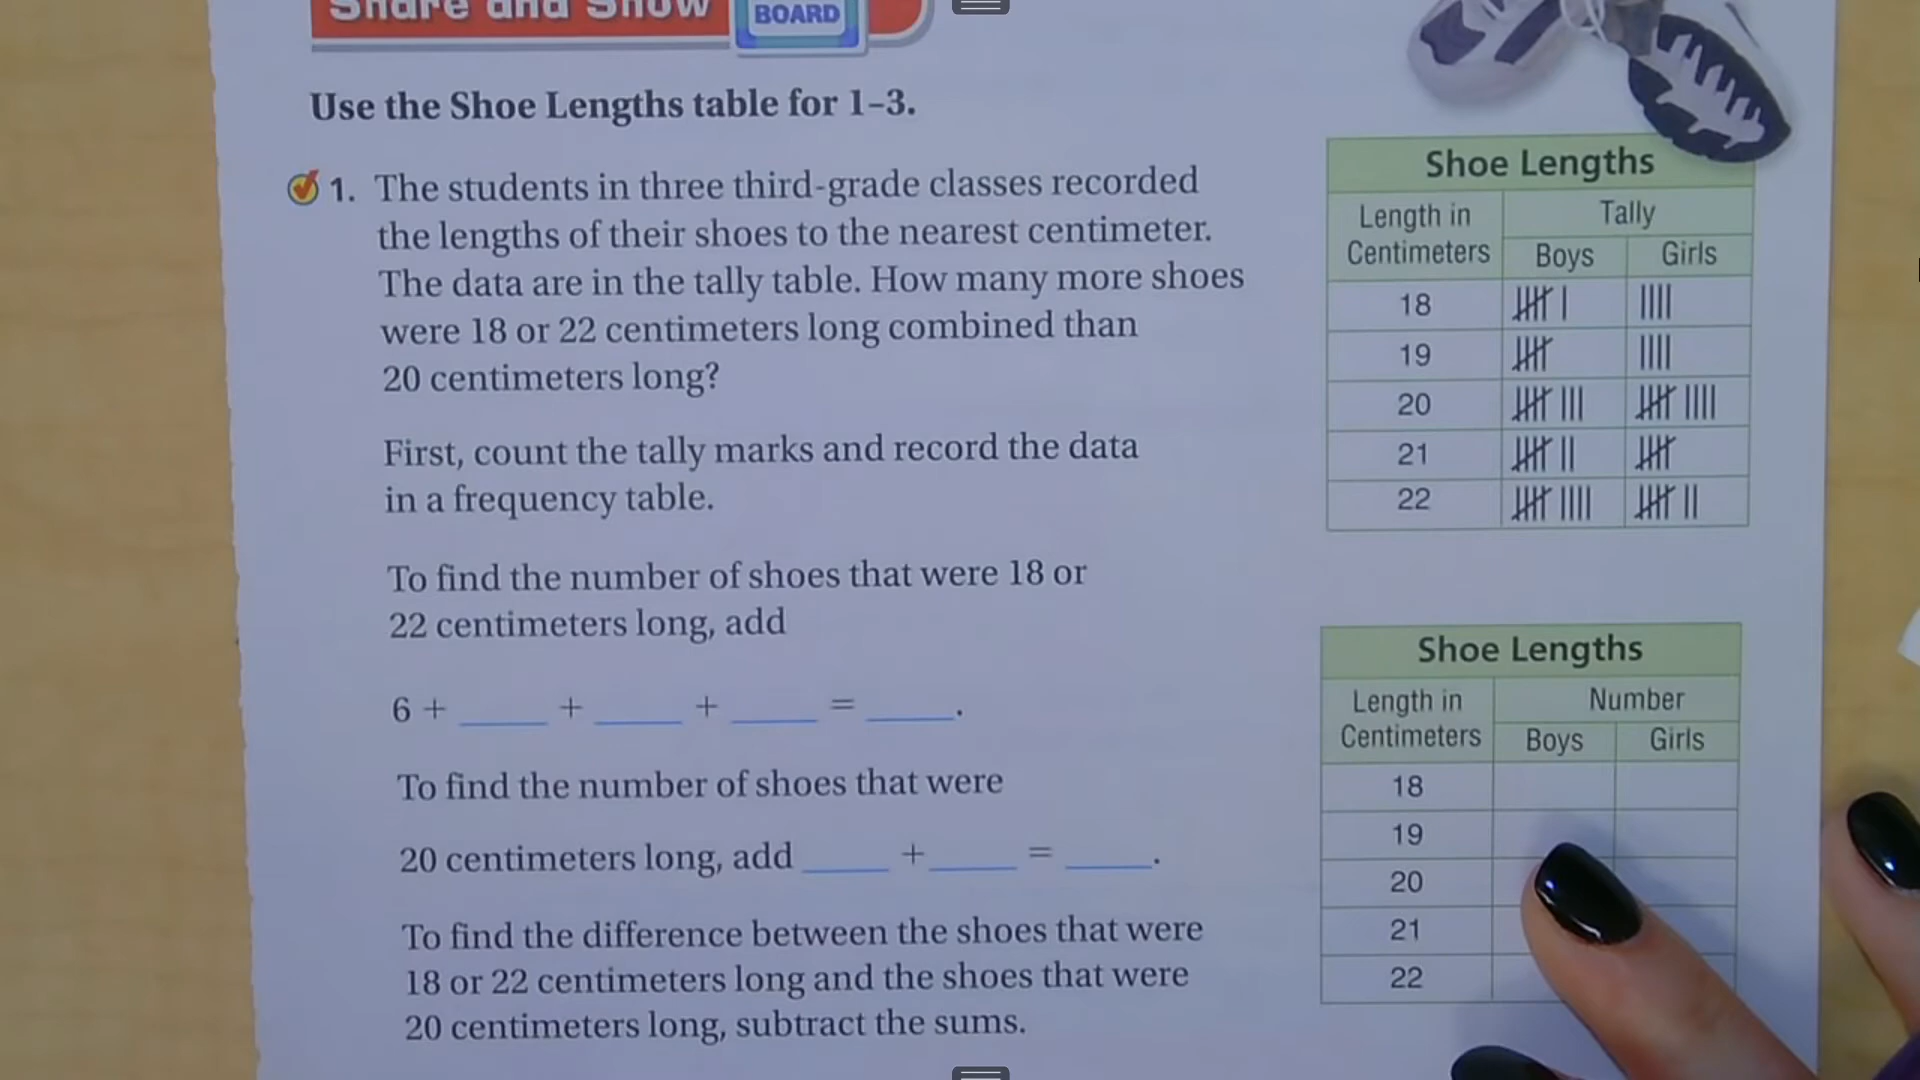 Share and Show
BOARD
Use the Shoe Lengths table for 1–3.
1. The students in three third-grade classes recorded
the lengths of their shoes to the nearest centimeter.
The data are in the tally table. How many more shoes
were 18 or 22 centimeters long combined than
20 centimeters long?
First, count the tally marks and record the data
in a frequency table.
To find the number of shoes that were 18 or
22 centimeters long, add
6 + ____ + ____ + ____ = ____.
To find the number of shoes that were
20 centimeters long, add ____ + ____ = ____.
To find the difference between the shoes that were
18 or 22 centimeters long and the shoes that were
20 centimeters long, subtract the sums.
Shoe Lengths
Length in Centimeters
Tally
Boys Girls
18
19
20
21
22
Shoe Lengths
Length in Centimeters
Number
Boys Girls
18
19
20
21
22